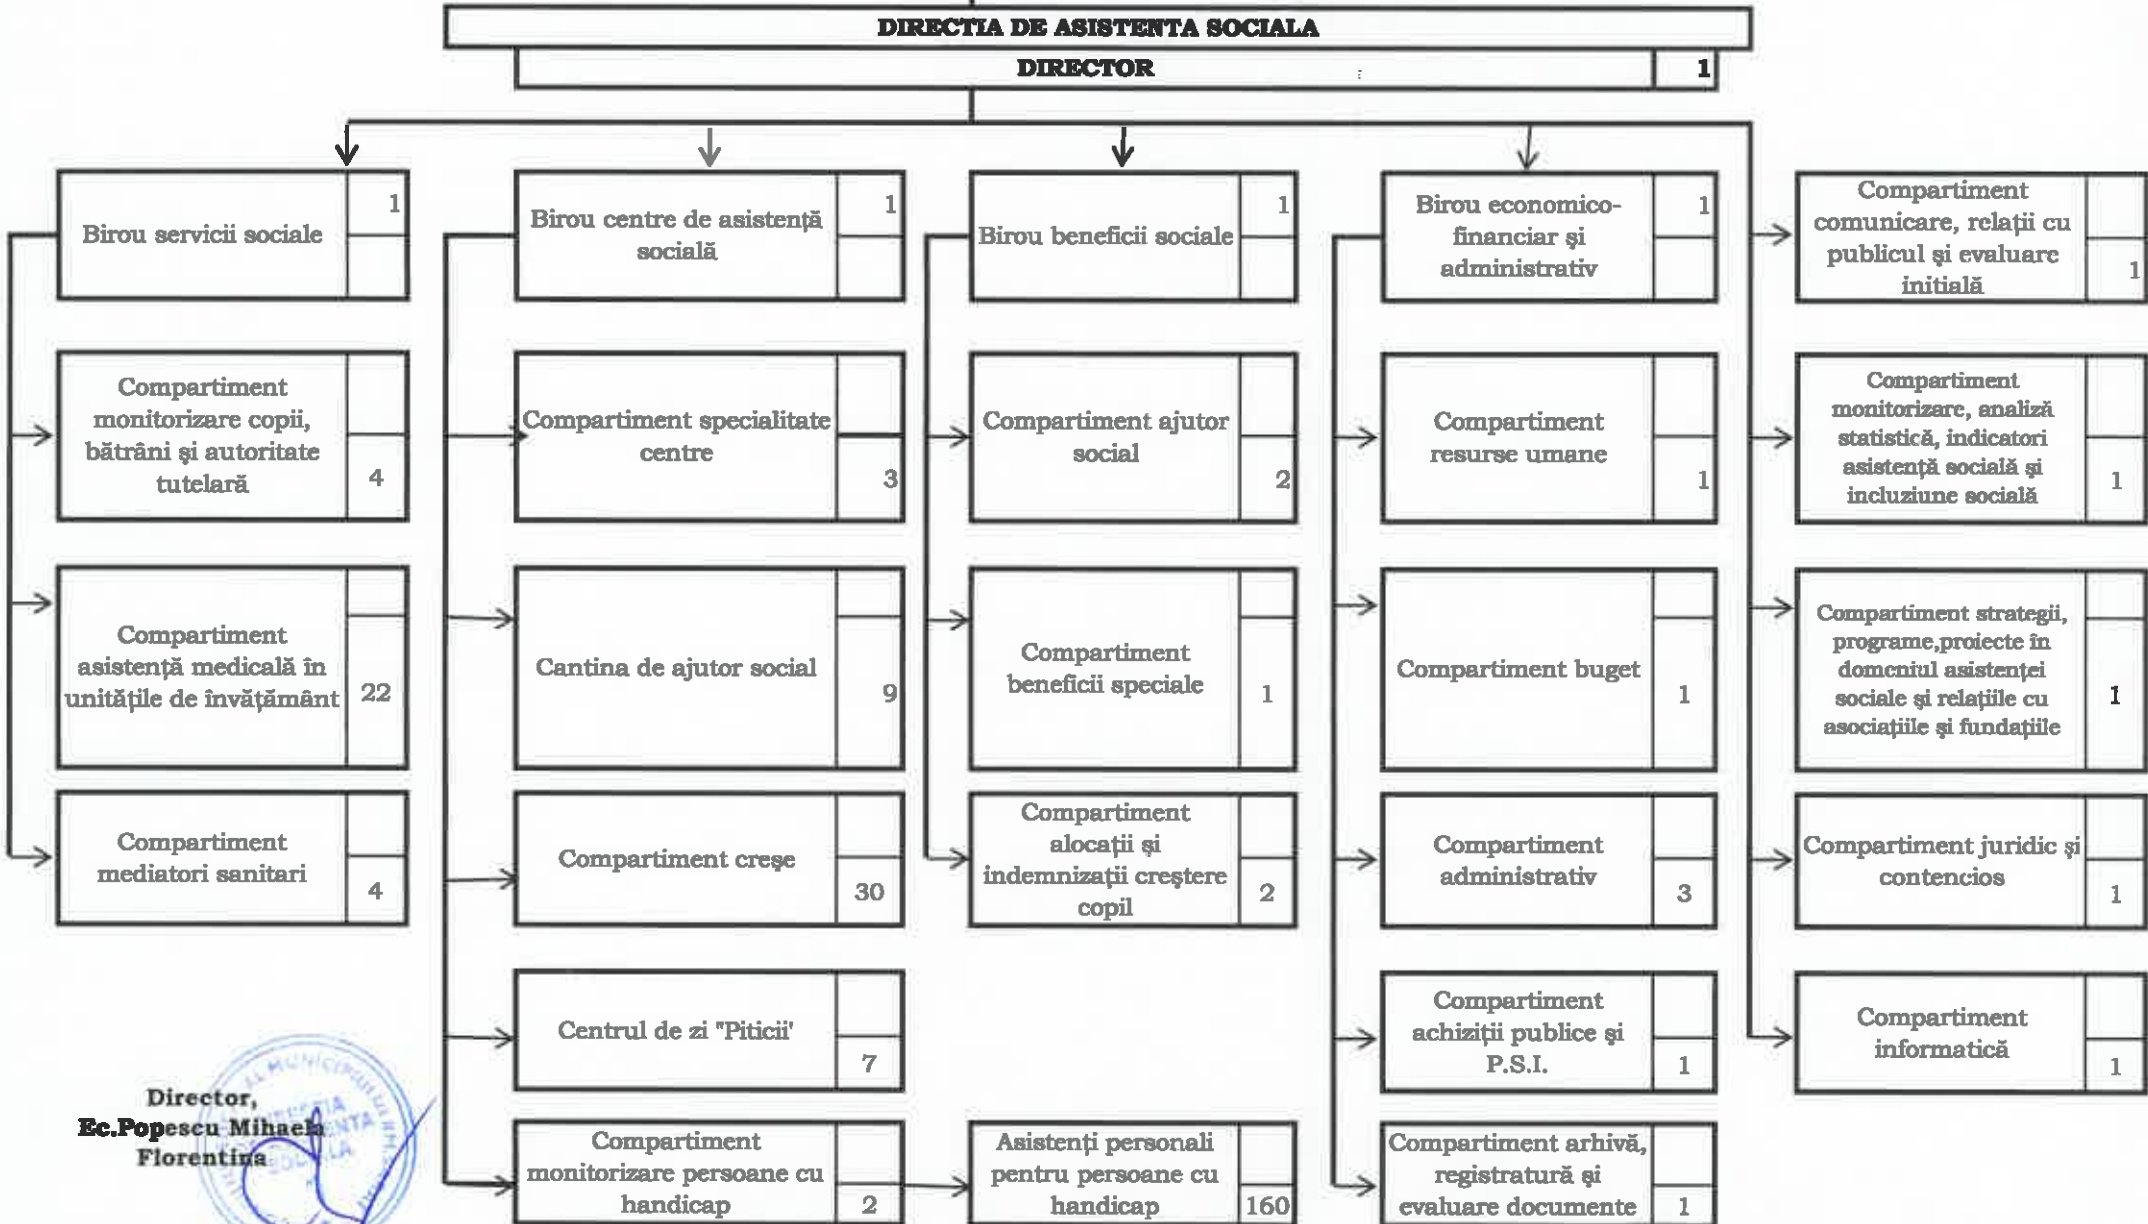 DIRECTIA DE ASISTENTA SOCIALA
DIRECTOR
1
Birou servicii sociale
1
Birou centre de asistență
socială
1
Birou beneficii sociale
1
Birou economico-
financiar și
administrativ
1
Compartiment
comunicare, relații cu
publicul și evaluare
initială
1
Compartiment
monitorizare copii,
bătrâni și autoritate
tutelară
4
Compartiment specialitate
centre
3
Compartiment ajutor
social
2
Compartiment
resurse umane
1
Compartiment
monitorizare, analiză
statistică, indicatori
asistență socială și
incluziune socială
1
Compartiment
asistență medicală în
unitățile de învățământ
22
Cantina de ajutor social
9
Compartiment
beneficii speciale
1
Compartiment buget
1
Compartiment strategii,
programe,proiecte în
domeniul asistenței
sociale și relațiile cu
asociațiile și fundațiile
1
Compartiment
mediatori sanitari
4
Compartiment creșe
30
Compartiment
alocații și
indemnizații creștere
copil
2
Compartiment
administrativ
3
Compartiment juridic și
contencios
1
Centrul de zi "Piticii'
7
Compartiment
achiziții publice și
P.S.I.
1
Compartiment
informatică
1
Director,
Ec.Popescu Mihaela
Florentina
Compartiment
monitorizare persoane cu
handicap
2
Asistenți personali
pentru persoane cu
handicap
160
Compartiment arhivă,
registratură și
evaluare documente
1